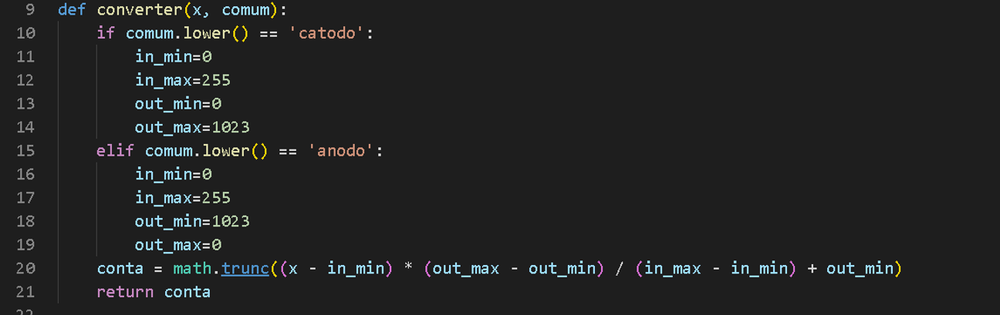 9 def converter(x, comum):
10     if comum.lower() == 'catodo':
11         in_min=0
12         in_max=255
13         out_min=0
14         out_max=1023
15     elif comum.lower() == 'anodo':
16         in_min=0
17         in_max=255
18         out_min=1023
19         out_max=0
20     conta = math.trunc((x - in_min) * (out_max - out_min) / (in_max - in_min) + out_min)
21     return conta
22